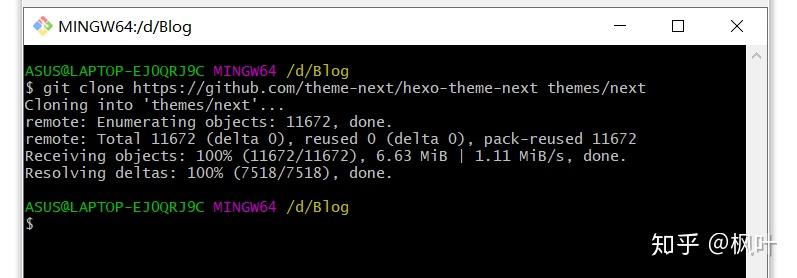 MINGW64:/d/Blog
ASUS@LAPTOP-EJ0QRJ9C MINGW64 /d/Blog
$ git clone https://github.com/theme-next/hexo-theme-next themes/next
Cloning into 'themes/next'...
remote: Enumerating objects: 11672, done.
remote: Total 11672 (delta 0), reused 0 (delta 0), pack-reused 11672
Receiving objects: 100% (11672/11672), 6.63 MiB | 1.11 MiB/s, done.
Resolving deltas: 100% (7518/7518), done.
ASUS@LAPTOP-EJ0QRJ9C MINGW64 /d/Blog
$
知乎 @枫叶